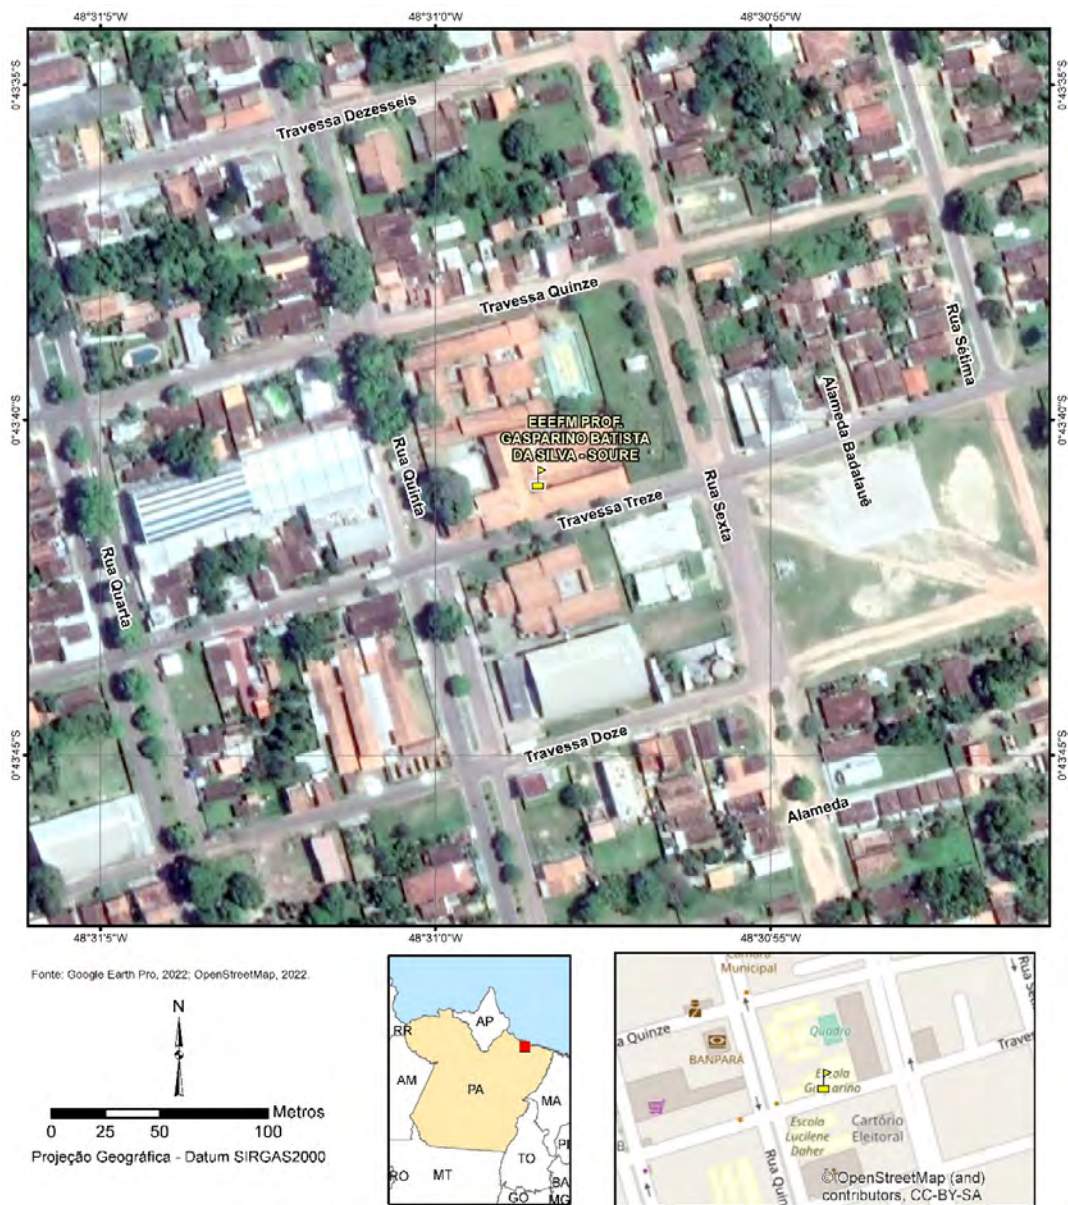 48°31'5"W
48°31'0"W
48°30'55"W
0°43'35"S
0°43'35"S
Travessa Dezesseis
Travessa Quinze
Rua Sétima
Alameda Badalauê
0°43'40"S
0°43'40"S
EEEFM PROF.
GASPARINO BATISTA
DA SILVA - SOURE
Rua Quinta
Travessa Treze
Rua Sexta
Rua Quarta
Travessa Doze
0°43'45"S
0°43'45"S
Alameda
48°31'5"W
48°31'0"W
48°30'55"W
Fonte: Google Earth Pro, 2022; OpenStreetMap, 2022.
N
Metros
0 25 50 100
Projeção Geográfica - Datum SIRGAS2000
RR
AP
AM
PA
MA
PI
TO
RO
MT
BA
GO
MG
Câmara
Municipal
a Quinze
BANPARÁ
Quadra
Rua Sé
Traves
Escola
Escola
Lucilene
Daher
Cartório
Eleitoral
B.
Rua Quin
©OpenStreetMap (and)
contributors, CC-BY-SA